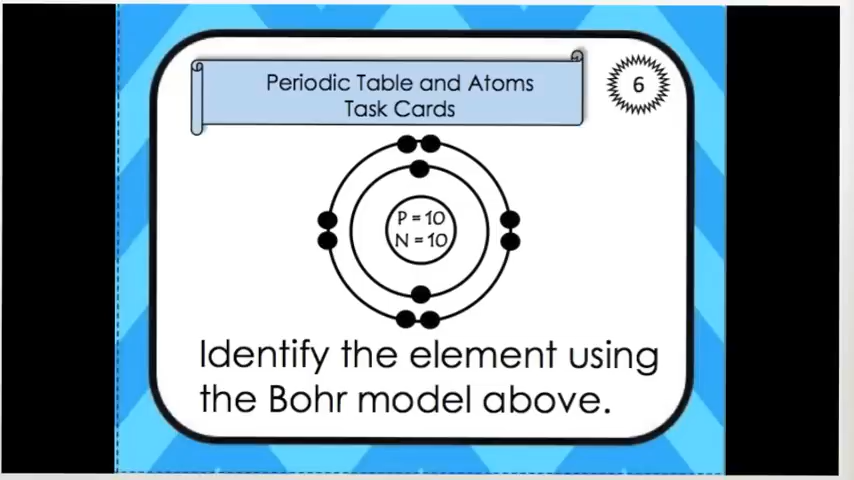 Periodic Table and Atoms
Task Cards
6
P = 10
N = 10
Identify the element using
the Bohr model above.